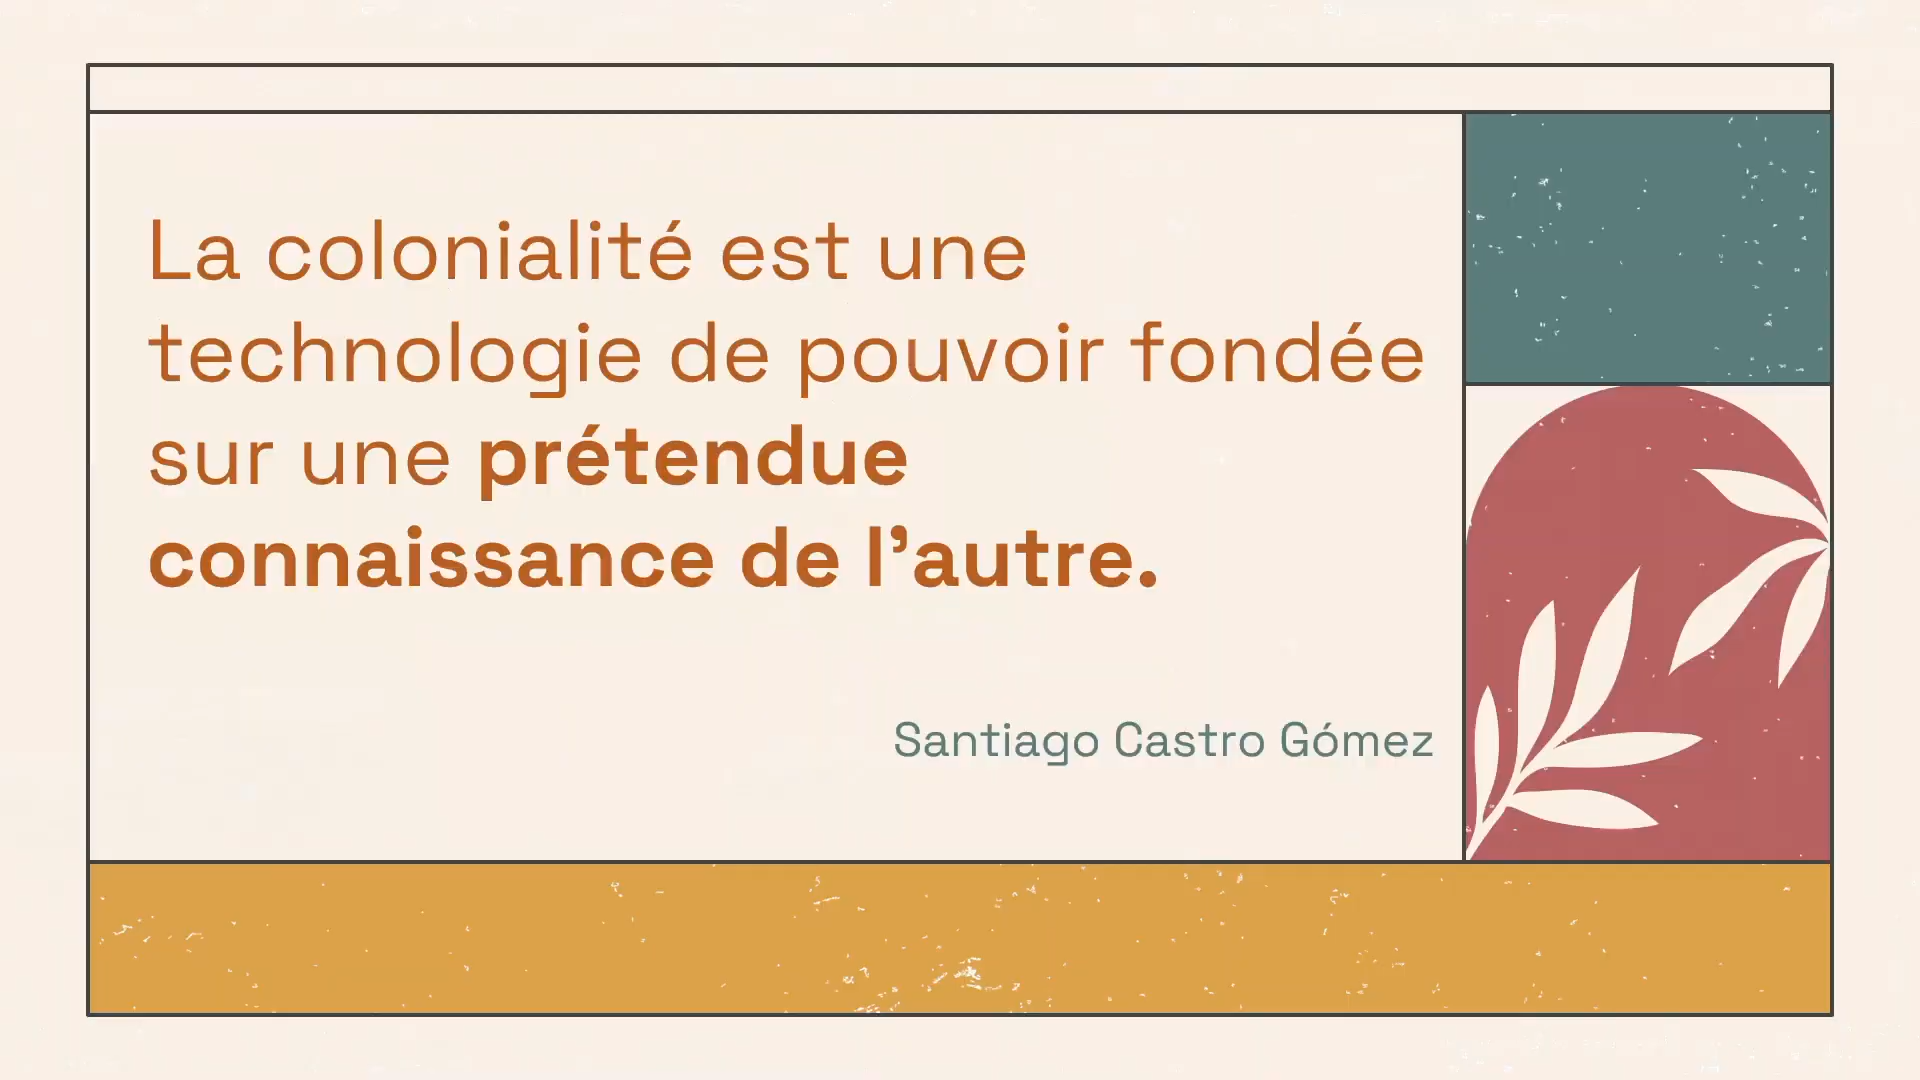 La colonialité est une
technologie de pouvoir fondée
sur une prétendue
connaissance de l’autre.
Santiago Castro Gómez